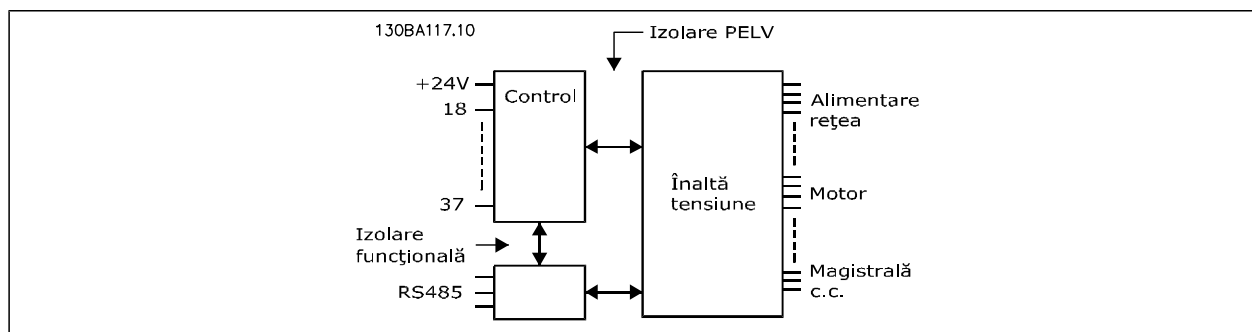 130BA117.10
Izolare PELV
+24V
Control
18
37
Alimentare
reţea
Înaltă
tensiune
Motor
Izolare
funcţională
RS485
Magistrală
c.c.